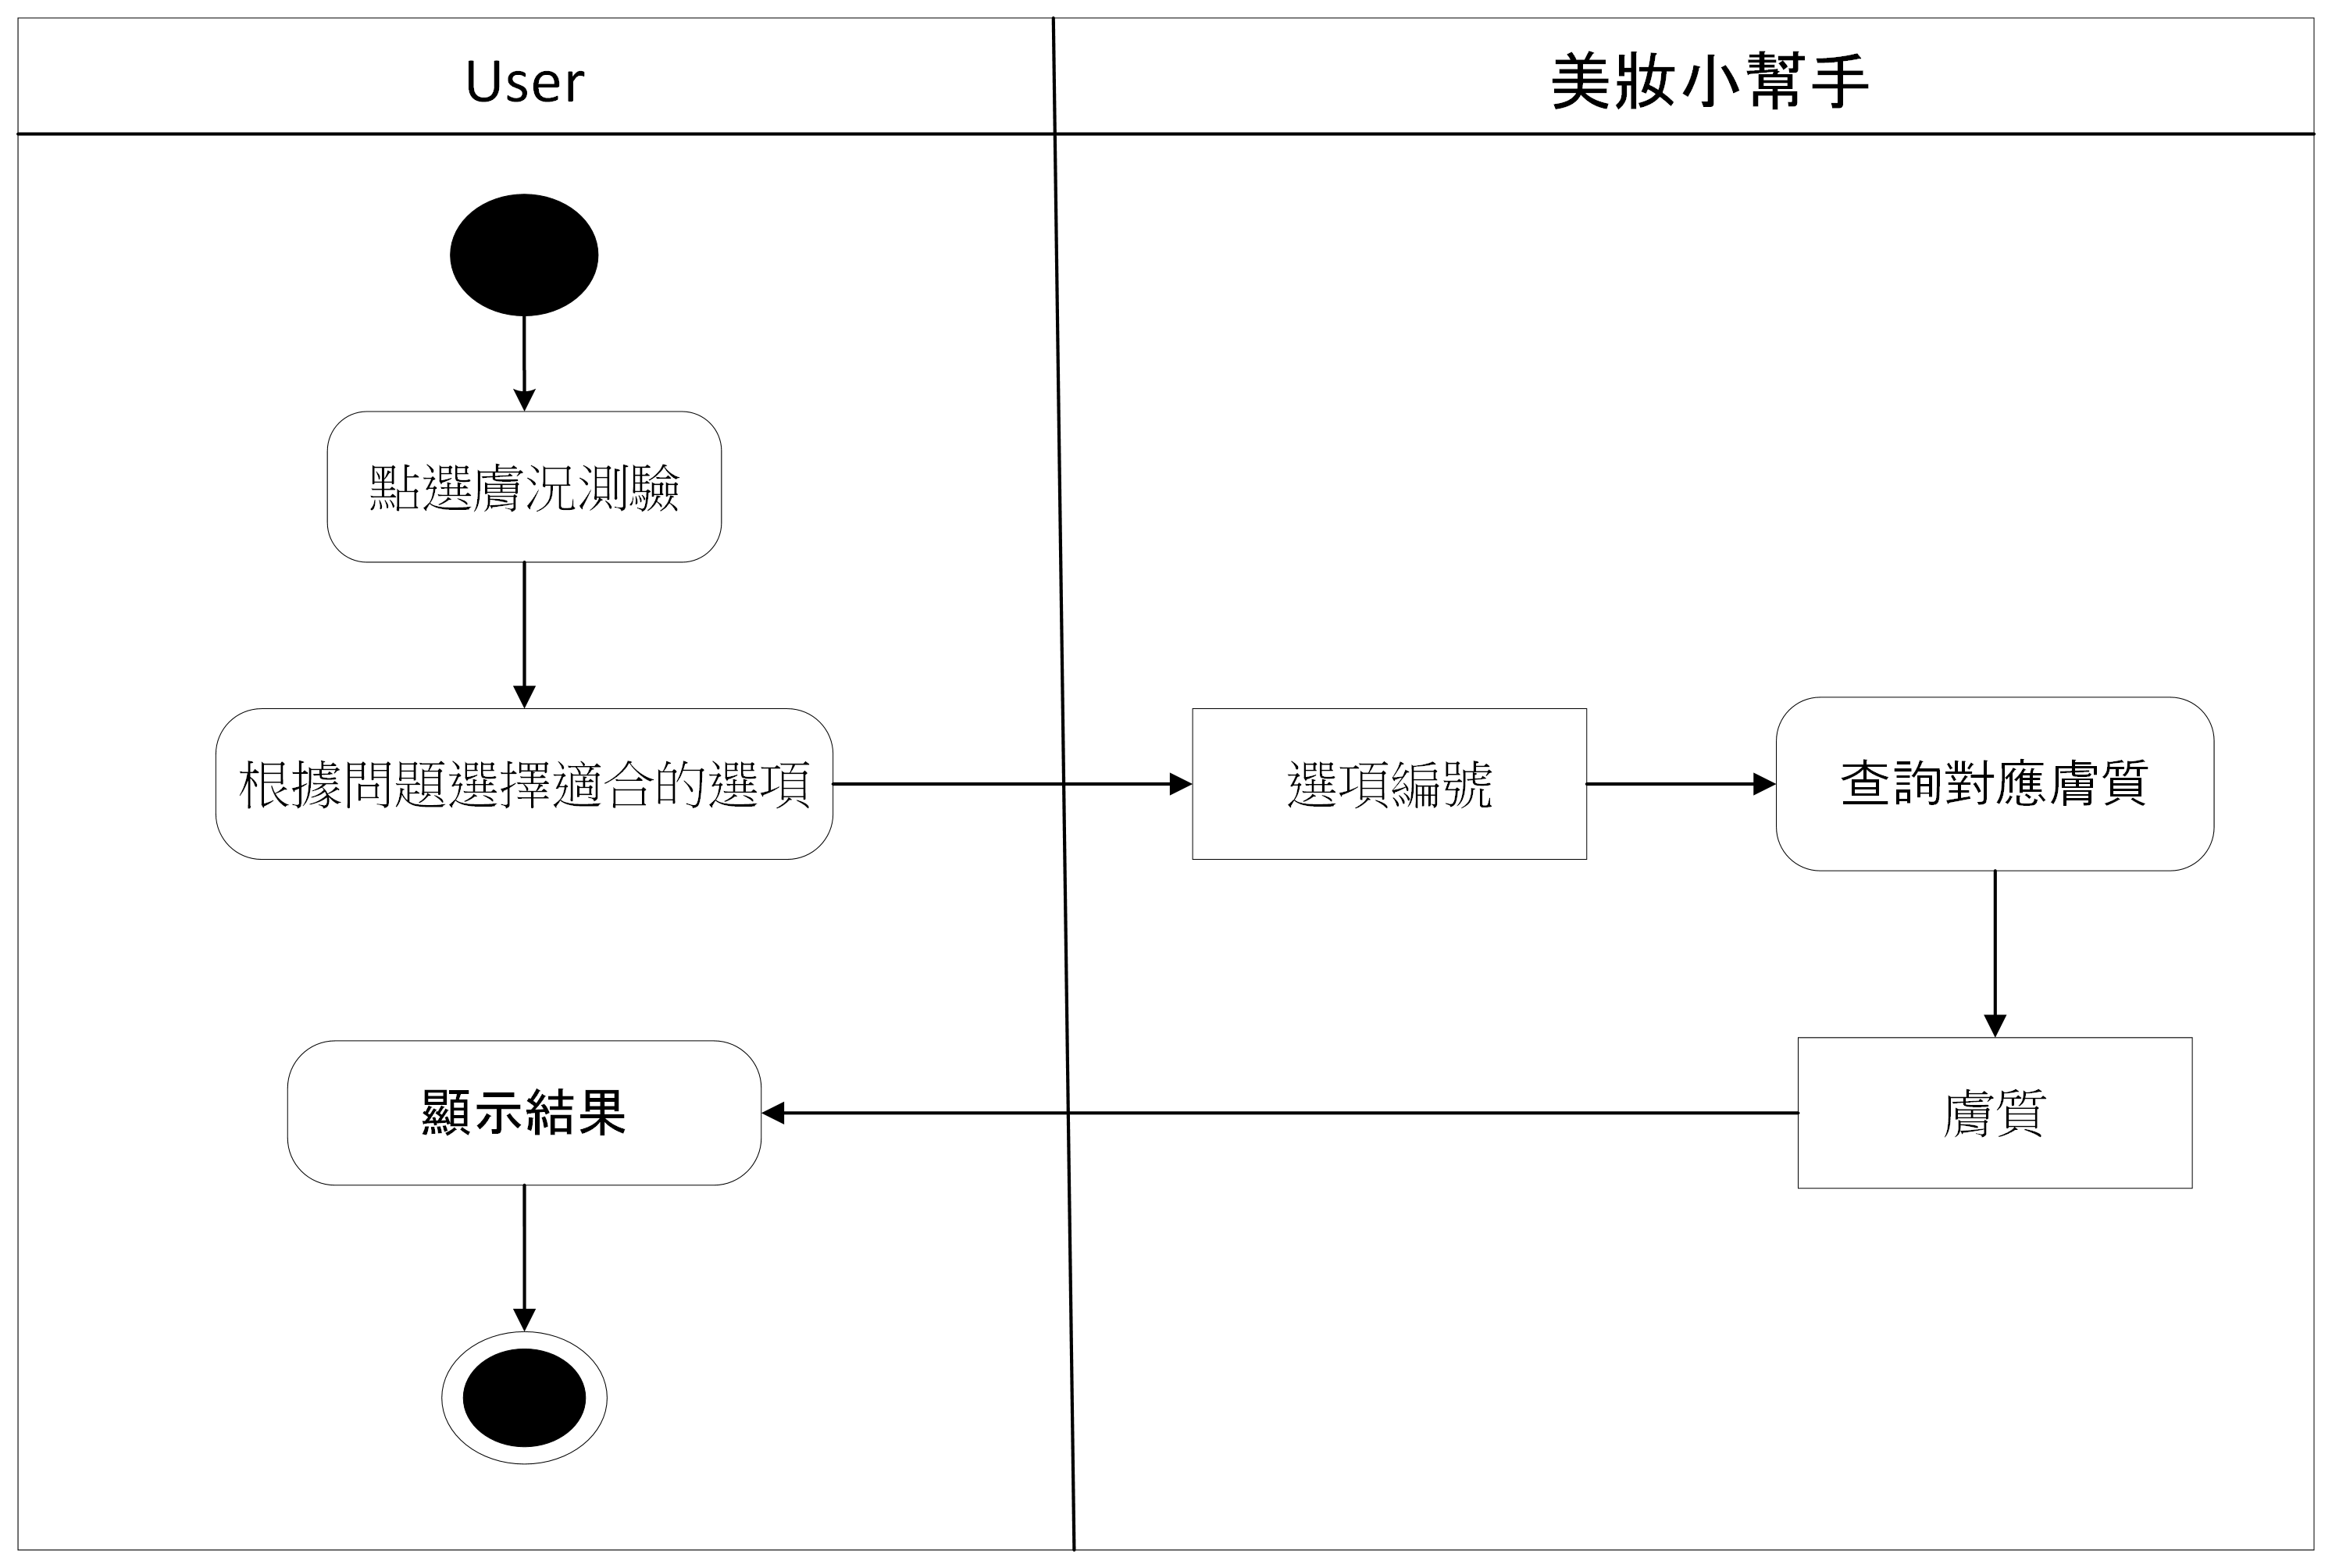 User
美妝小幫手
點選膚況測驗
根據問題選擇適合的選項
選項編號
查詢對應膚質
顯示結果
膚質